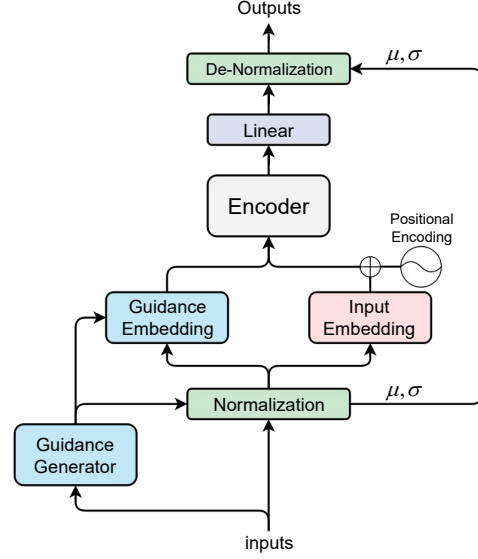 Outputs
De-Normalization
μ, σ
Linear
Encoder
Positional
Encoding
Guidance
Embedding
Input
Embedding
Normalization
μ, σ
Guidance
Generator
inputs